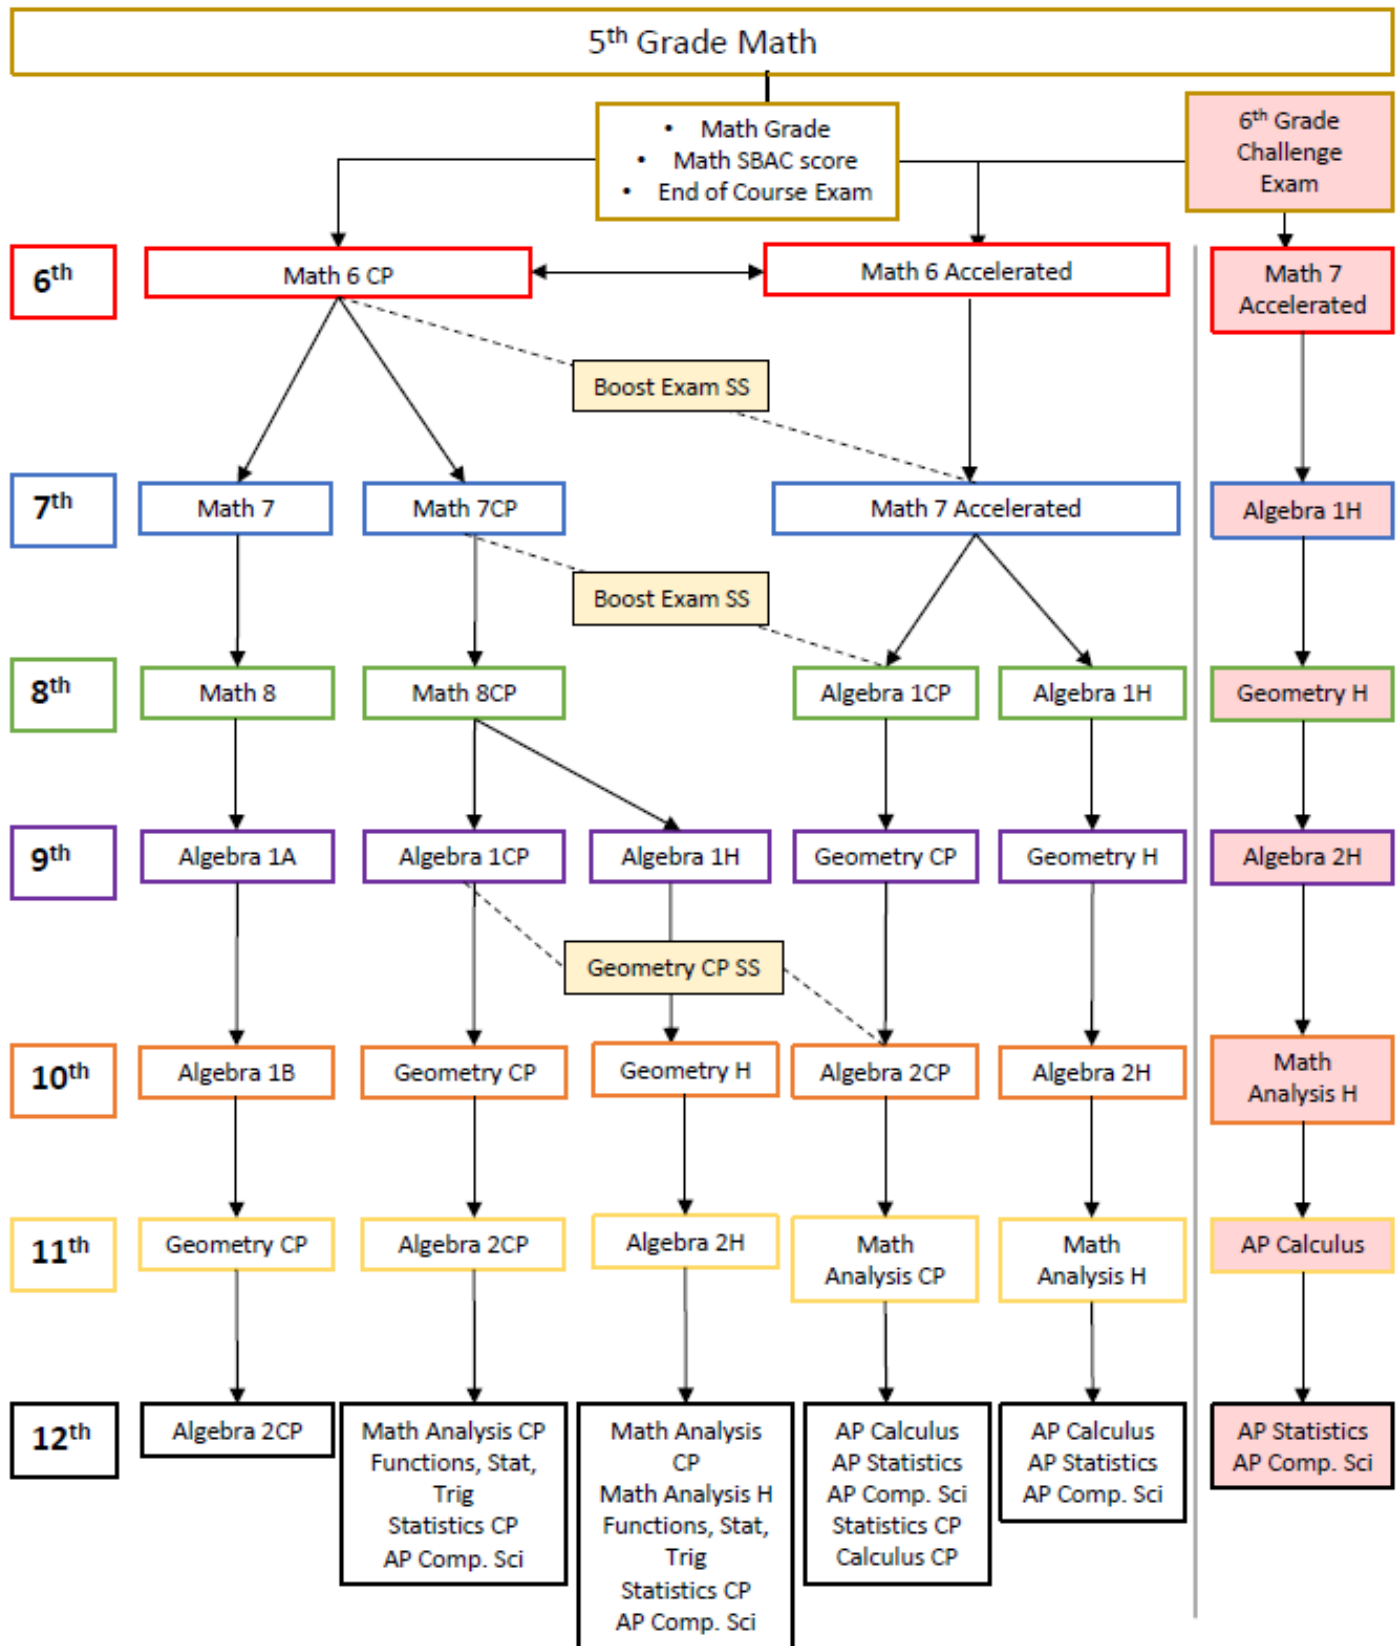 5th Grade Math
• Math Grade
• Math SBAC score
• End of Course Exam
6th Grade
Challenge
Exam
6th
Math 6 CP
Math 6 Accelerated
Math 7
Accelerated
Boost Exam SS
7th
Math 7
Math 7CP
Math 7 Accelerated
Algebra 1H
Boost Exam SS
8th
Math 8
Math 8CP
Algebra 1CP
Algebra 1H
Geometry H
9th
Algebra 1A
Algebra 1CP
Algebra 1H
Geometry CP
Geometry H
Algebra 2H
Geometry CP SS
10th
Algebra 1B
Geometry CP
Geometry H
Algebra 2CP
Algebra 2H
Math
Analysis H
11th
Geometry CP
Algebra 2CP
Algebra 2H
Math
Analysis CP
Math
Analysis H
AP Calculus
12th
Algebra 2CP
Math Analysis CP
Functions, Stat,
Trig
Statistics CP
AP Comp. Sci
Math Analysis
CP
Math Analysis H
Functions, Stat,
Trig
Statistics CP
AP Comp. Sci
AP Calculus
AP Statistics
AP Comp. Sci
Statistics CP
Calculus CP
AP Calculus
AP Statistics
AP Comp. Sci
AP Statistics
AP Comp. Sci